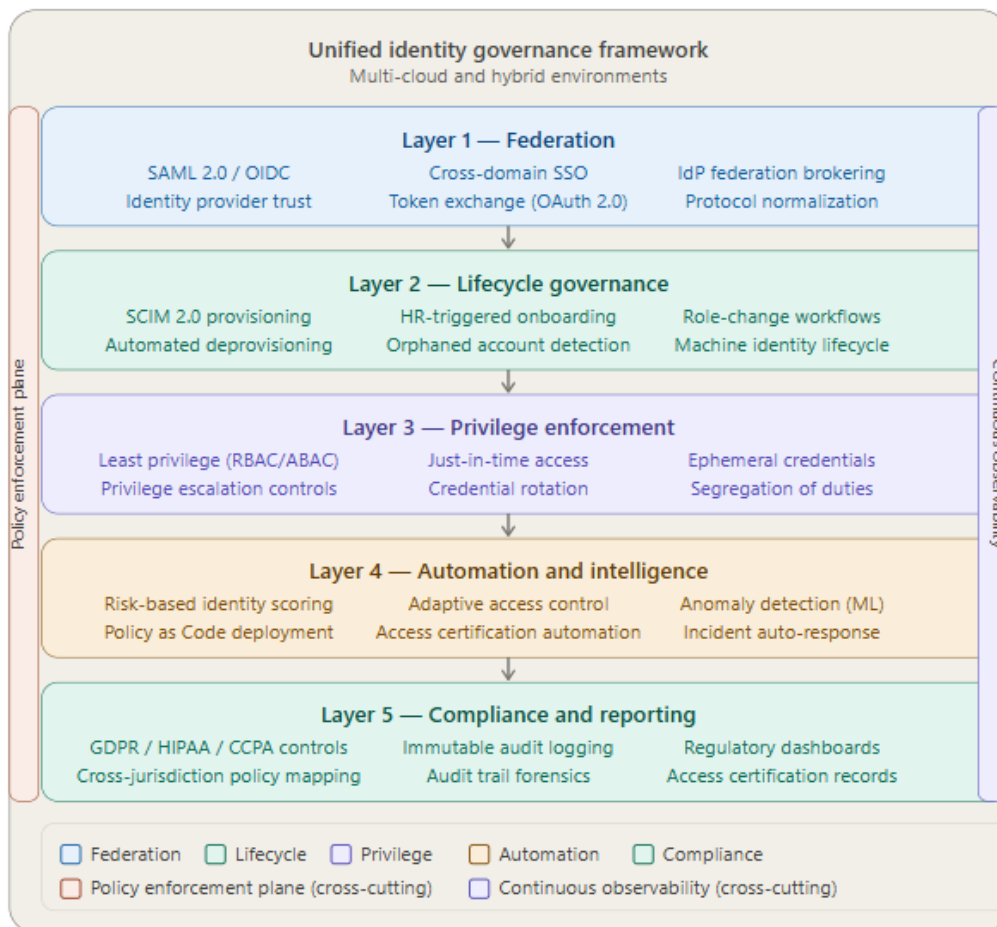 Unified identity governance framework
Multi-cloud and hybrid environments
Policy enforcement plane
Layer 1 — Federation
SAML 2.0 / OIDC Cross-domain SSO IdP federation brokering
Identity provider trust Token exchange (OAuth 2.0) Protocol normalization
Layer 2 — Lifecycle governance
SCIM 2.0 provisioning HR-triggered onboarding Role-change workflows
Automated deprovisioning Orphaned account detection Machine identity lifecycle
Layer 3 — Privilege enforcement
Least privilege (RBAC/ABAC) Just-in-time access Ephemeral credentials
Privilege escalation controls Credential rotation Segregation of duties
Layer 4 — Automation and intelligence
Risk-based identity scoring Adaptive access control Anomaly detection (ML)
Policy as Code deployment Access certification automation Incident auto-response
Layer 5 — Compliance and reporting
GDPR / HIPAA / CCPA controls Immutable audit logging Regulatory dashboards
Cross-jurisdiction policy mapping Audit trail forensics Access certification records
Continuous observability
Federation Lifecycle Privilege Automation Compliance
Policy enforcement plane (cross-cutting) Continuous observability (cross-cutting)